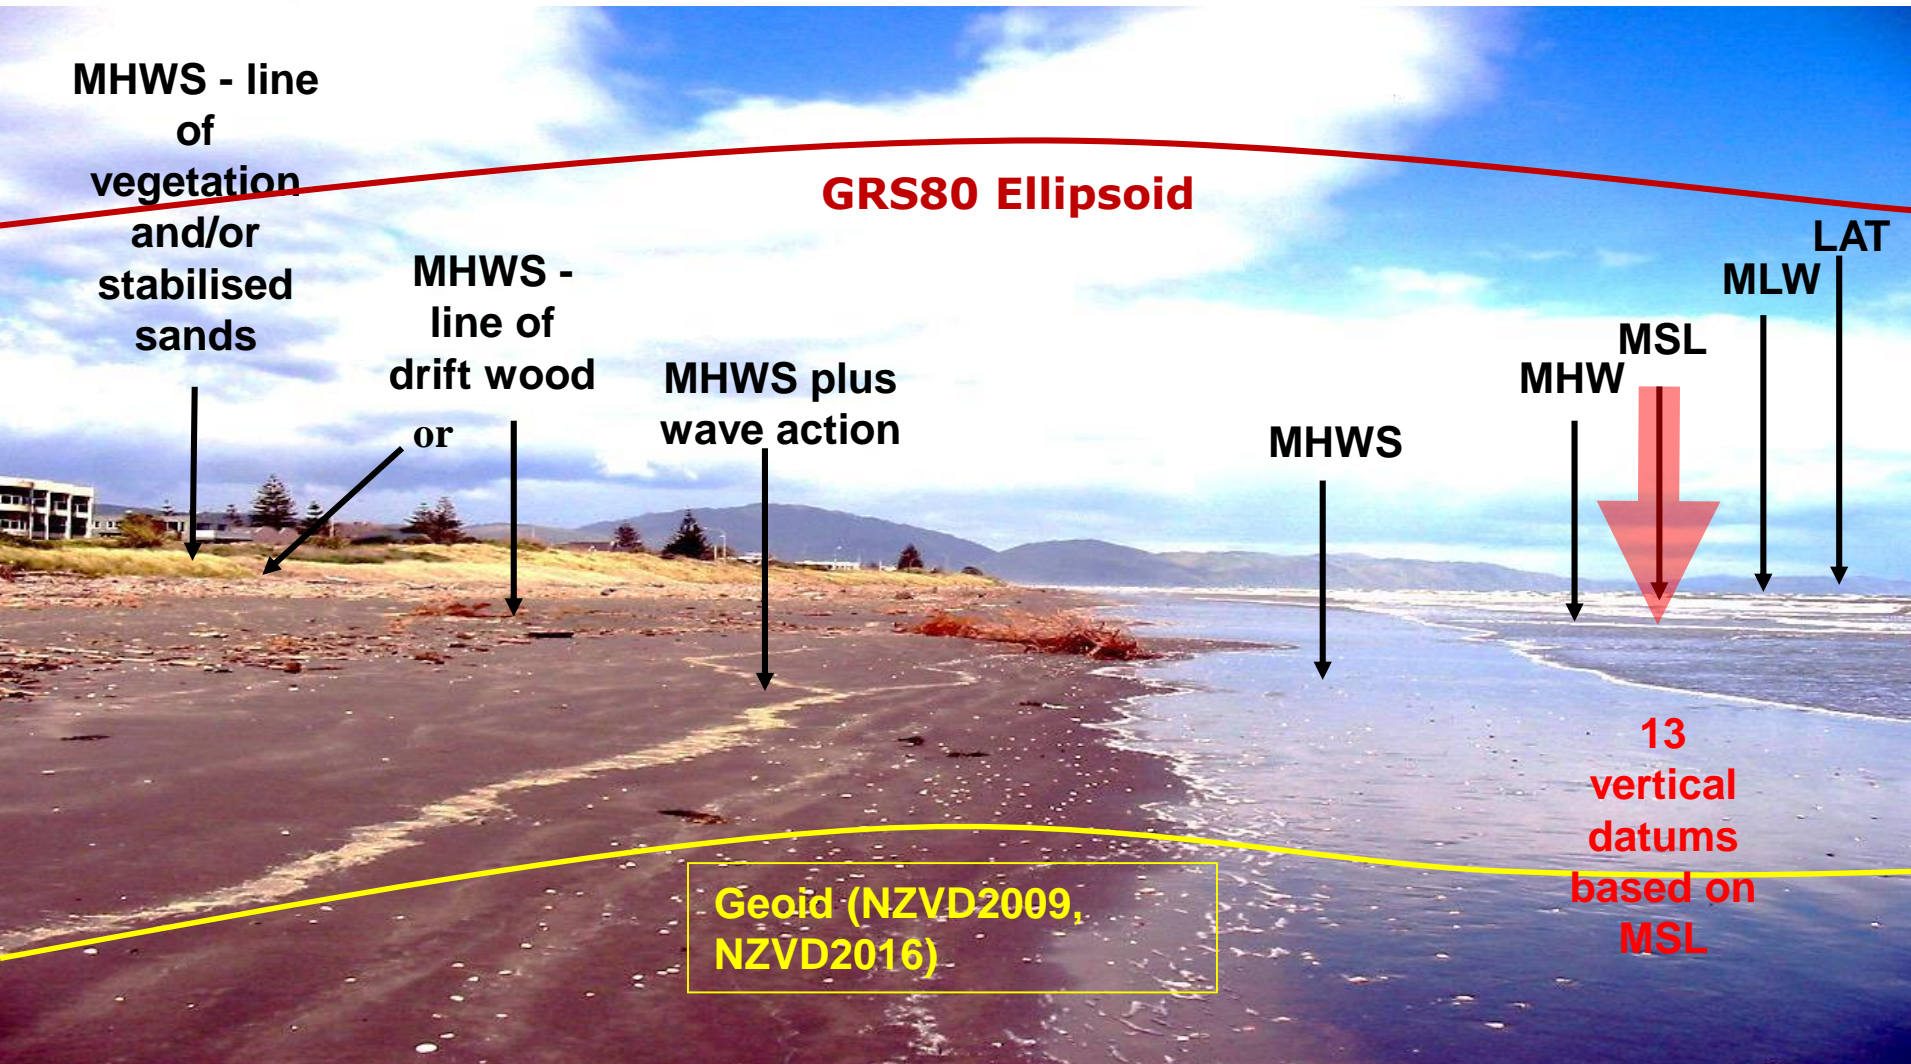 MHWS - line
of
vegetation
and/or
stabilised
sands
GRS80 Ellipsoid
MHWS -
line of
drift wood
or
MHWS plus
wave action
MHWS
MHW
MSL
MLW
LAT
13
vertical
datums
based on
MSL
Geoid (NZVD2009,
NZVD2016)